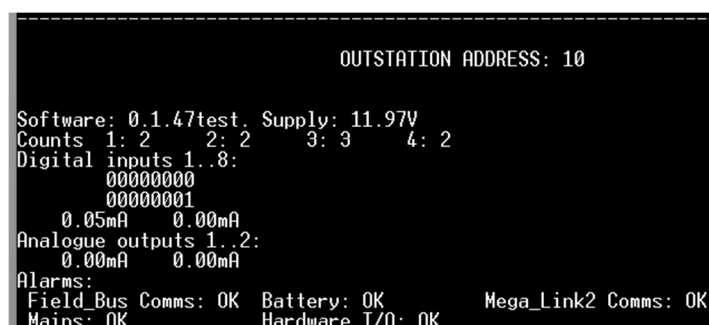 OUTSTATION ADDRESS: 10
Software: 0.1.47test. Supply: 11.97V
Counts 1: 2 2: 2 3: 3 4: 2
Digital inputs 1..8:
00000000
00000001
0.05mA 0.00mA
Analogue outputs 1..2:
0.00mA 0.00mA
Alarms:
Field_Bus Comms: OK Battery: OK Mega_Link2 Comms: OK
Mains: OK Hardware I/O: OK